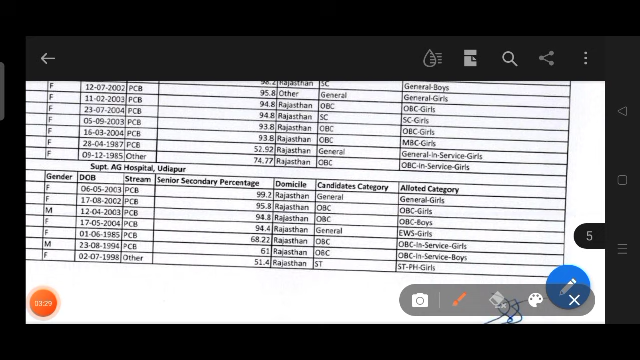 98.2 Rajasthan SC General-Boys
F 12-07-2002 PCB 95.8 Other General General-Girls
F 11-02-2003 PCB 94.8 Rajasthan OBC OBC-Girls
F 23-07-2004 PCB 94.8 Rajasthan SC SC-Girls
F 05-09-2003 PCB 93.8 Rajasthan OBC OBC-Girls
F 16-03-2004 PCB 93.8 Rajasthan OBC MBC-Girls
F 28-04-1987 PCB 52.92 Rajasthan General General-In-Service-Girls
F 09-12-1985 Other 74.77 Rajasthan OBC OBC-In-Service-Girls
Supt. AG Hospital, Udiapur
Gender DOB Stream Senior Secondary Percentage Domicile Candidates Category Alloted Category
F 06-05-2003 PCB 99.2 Rajasthan General General-Girls
F 17-08-2002 PCB 95.8 Rajasthan OBC OBC-Girls
M 12-04-2003 PCB 94.8 Rajasthan OBC OBC-Boys
F 17-05-2004 PCB 94.4 Rajasthan General EWS-Girls
F 01-06-1985 PCB 68.22 Rajasthan OBC OBC-In-Service-Girls
M 23-08-1994 PCB 61 Rajasthan OBC OBC-In-Service-Boys
F 02-07-1998 Other 51.4 Rajasthan ST ST-PH-Girls
5
03:29